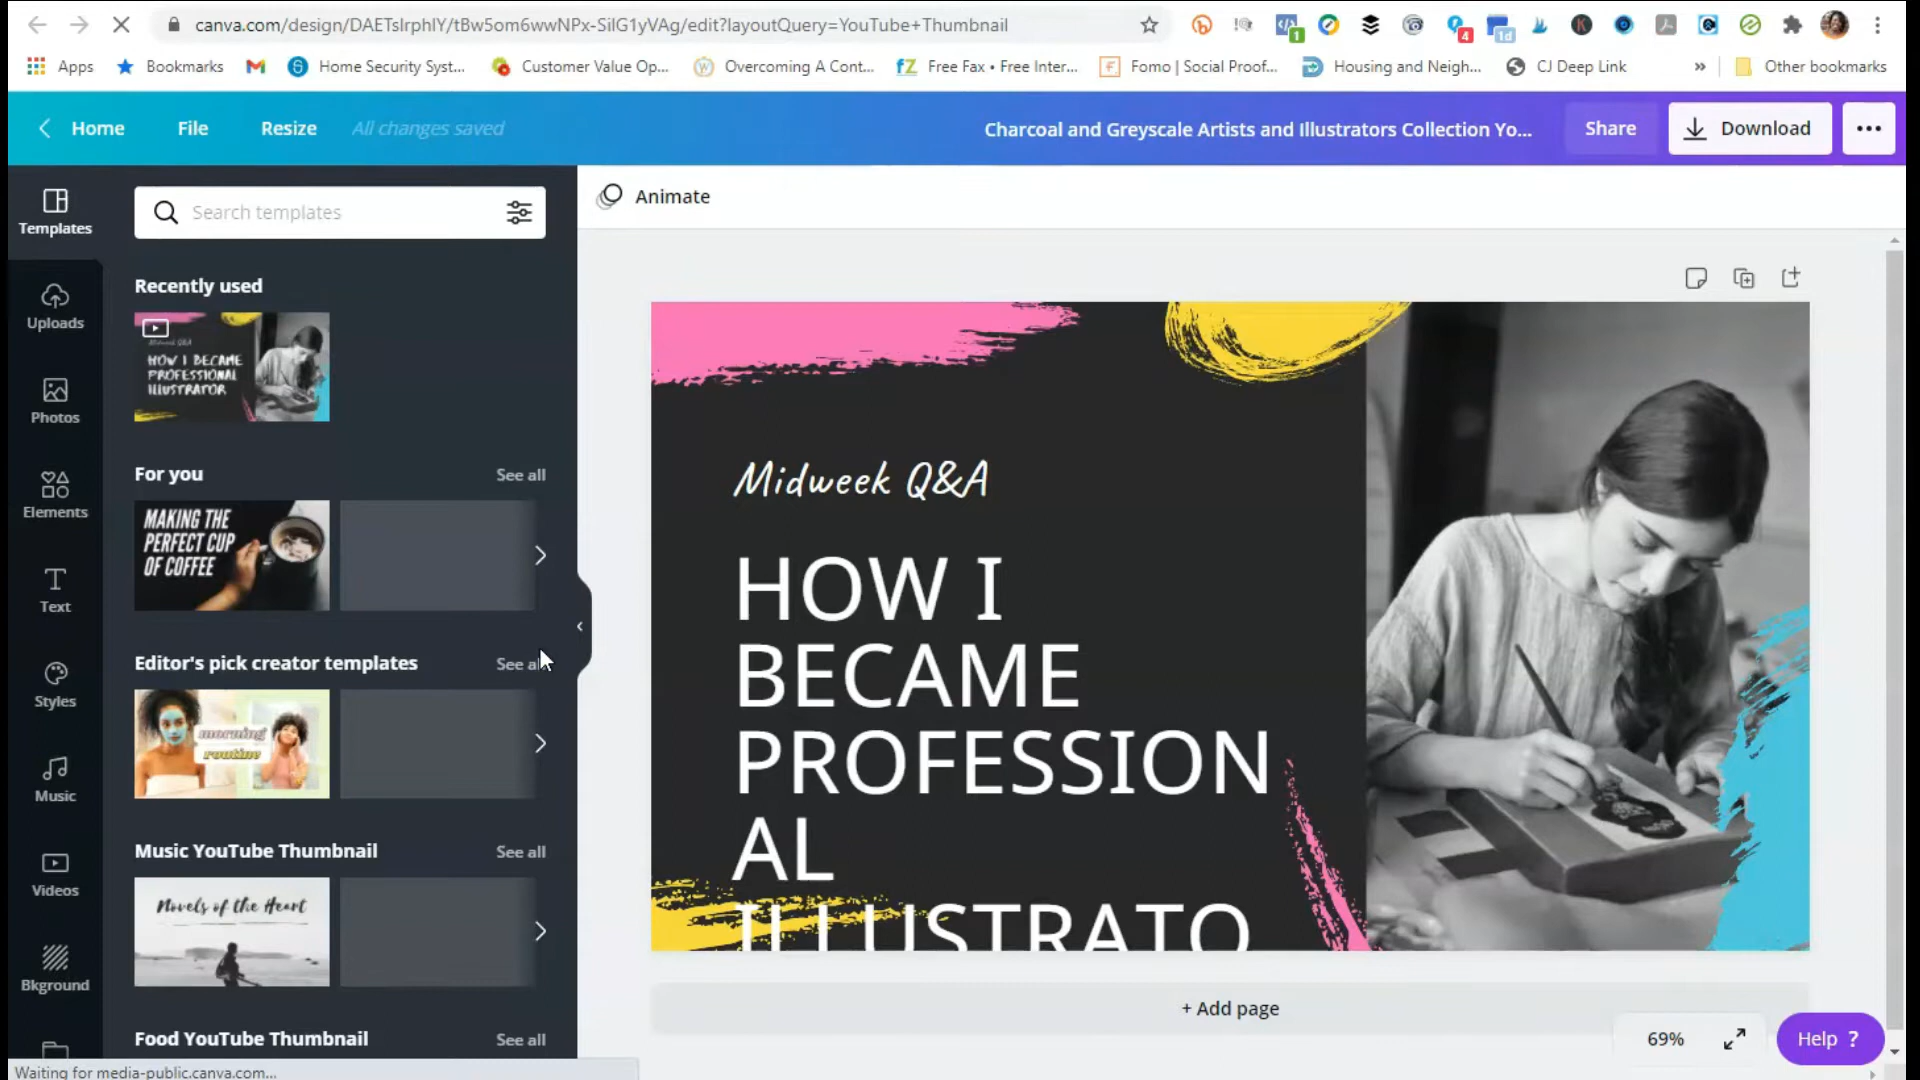 canva.com/design/DAETslrphlY/tBw5om6wwNPx-SilG1yVAg/edit?layoutQuery=YouTube+Thumbnail
1
4
1d
Apps
Bookmarks
Home Security Syst...
Customer Value Op...
Overcoming A Cont...
Free Fax • Free Inter...
Fomo | Social Proof...
Housing and Neigh...
CJ Deep Link
»
Other bookmarks
Home
File
Resize
All changes saved
Charcoal and Greyscale Artists and Illustrators Collection Yo...
Share
Download
Templates
Uploads
Photos
Elements
Text
Styles
Music
Videos
Bkground
Search templates
Recently used
Midweek Q&A
HOW I BECAME
PROFESSIONAL
ILLUSTRATOR
For you
See all
MAKING THE
PERFECT CUP
OF COFFEE
Editor's pick creator templates
See al
morning
routine
Music YouTube Thumbnail
See all
Novels of the Heart
Food YouTube Thumbnail
See all
Animate
Midweek Q&A
HOW I
BECAME
PROFESSION
AL
ILLUSTRATO
+ Add page
69%
Help ?
Waiting for media-public.canva.com...